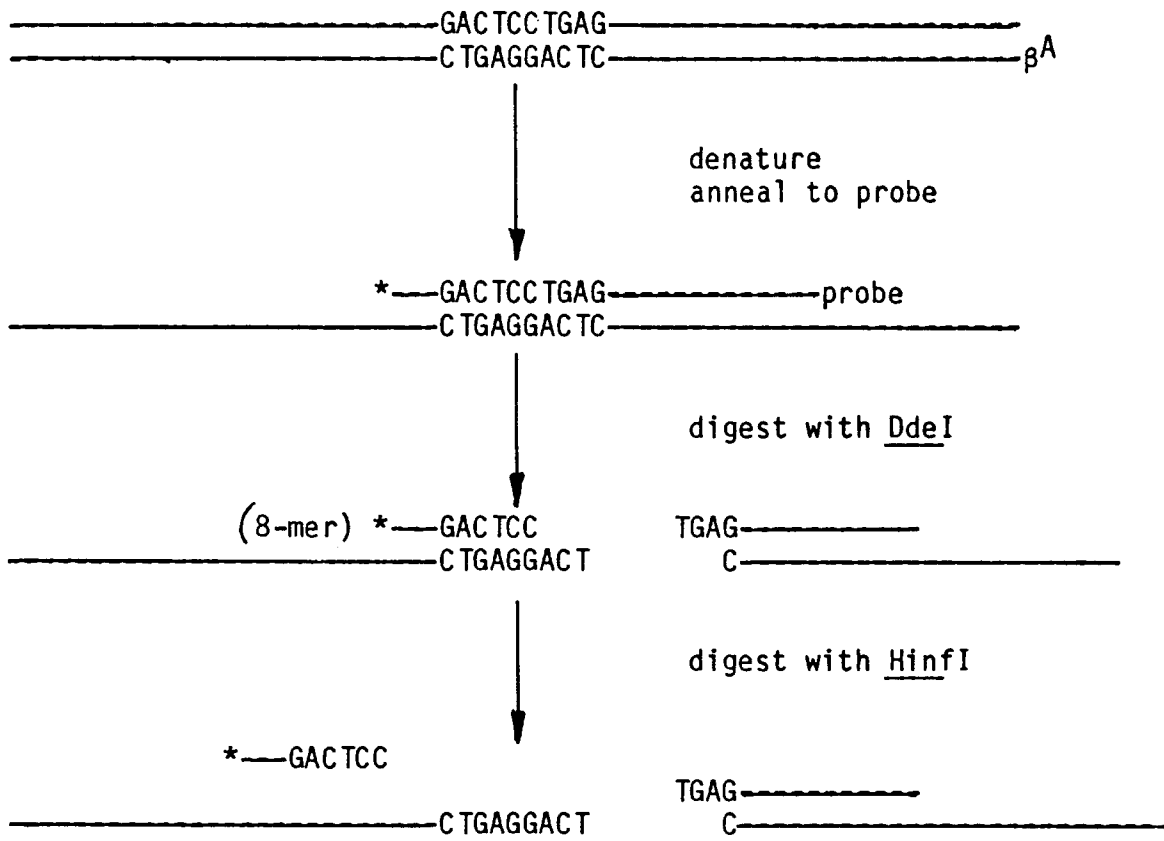 GACTCCTGAG
CTGAGGACTC βA
denature
anneal to probe
* GACTCCTGAG probe
CTGAGGACTC
digest with DdeI
(8-mer) * GACTCC TGAG
CTGAGGACT C
digest with HinfI
* GACTCC
TGAG
CTGAGGACT C